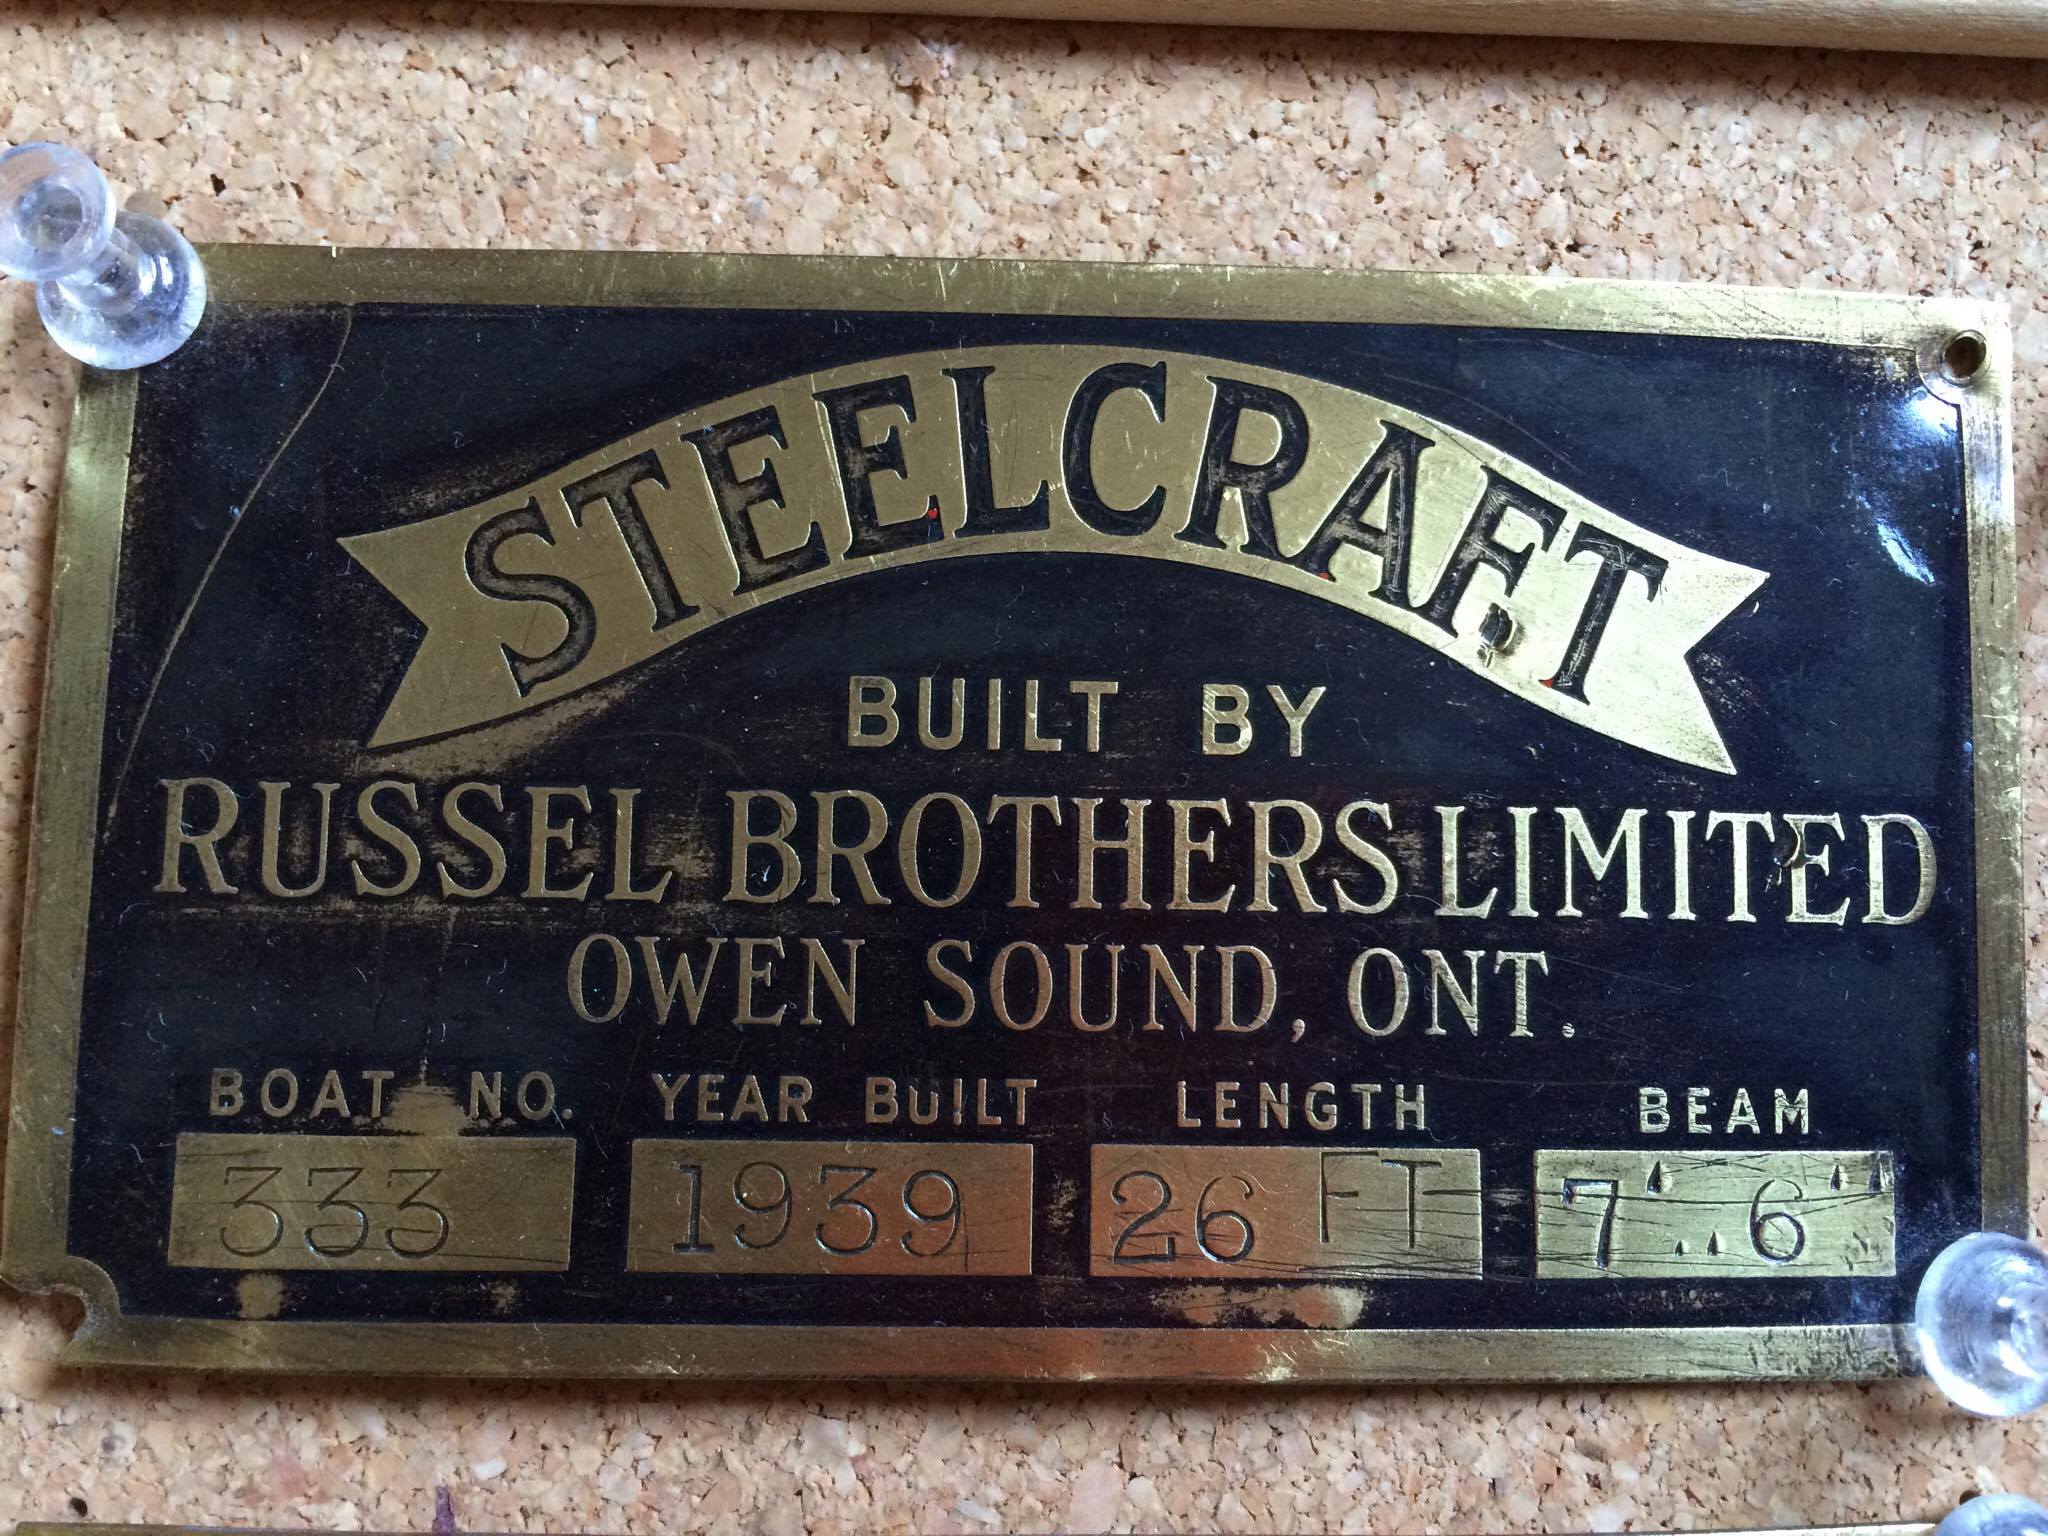 STEELCRAFT
BUILT BY
RUSSEL BROTHERS LIMITED
OWEN SOUND, ONT.
BOAT NO. YEAR BUILT LENGTH BEAM
333 1939 26 FT 7' 6"